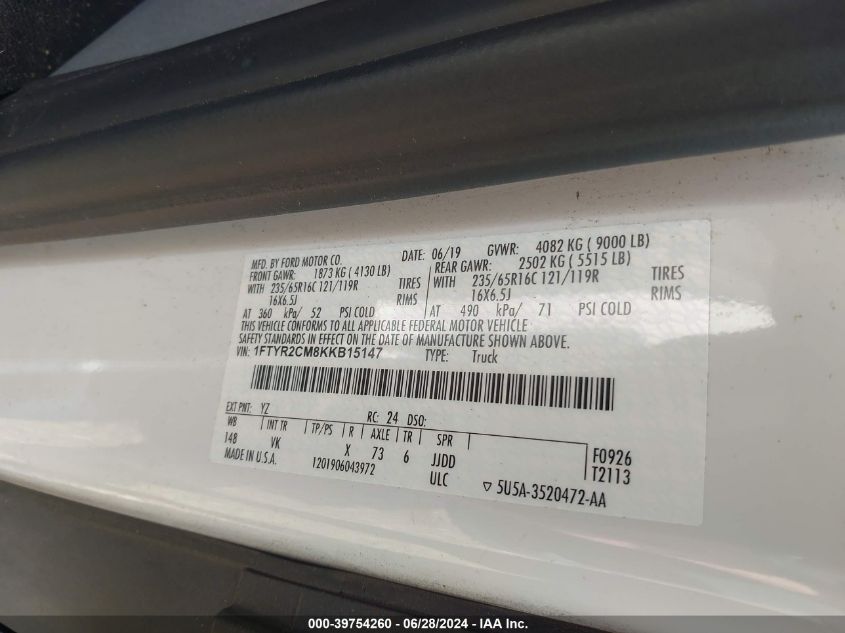 MFD. BY FORD MOTOR CO. DATE: 06/19 GVWR: 4082 KG ( 9000 LB)
FRONT GAWR: 1873 KG ( 4130 LB) REAR GAWR: 2502 KG ( 5515 LB)
WITH 235/65R16C 121/119R TIRES WITH 235/65R16C 121/119R TIRES
16X6.5J RIMS 16X6.5J RIMS
AT 360 kPa/ 52 PSI COLD AT 490 kPa/ 71 PSI COLD
THIS VEHICLE CONFORMS TO ALL APPLICABLE FEDERAL MOTOR VEHICLE
SAFETY STANDARDS IN EFFECT ON THE DATE OF MANUFACTURE SHOWN ABOVE.
VIN: 1FTYR2CM8KKB15147 TYPE: Truck
EXT PNT: YZ RC: 24 DSO:
WB INT TR TP/PS R AXLE TR SPR F0926
148 VK X 73 6 JJDD T2113
MADE IN U.S.A. 1201906043972 ULC ▽ 5U5A-3520472-AA
000-39754260 - 06/28/2024 - IAA Inc.